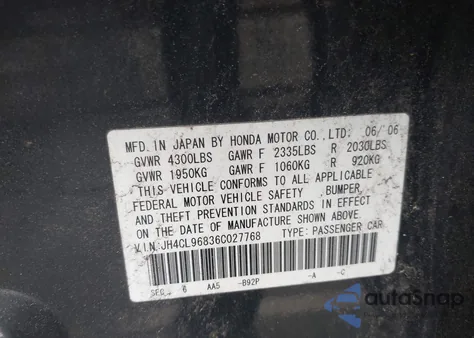 MFD.IN JAPAN BY HONDA MOTOR CO., LTD: 06/'06
GVWR 4300LBS GAWR F 2335LBS R 2030LBS
GVWR 1950KG GAWR F 1060KG R 920KG
THIS VEHICLE CONFORMS TO ALL APPLICABLE
FEDERAL MOTOR VEHICLE SAFETY ,BUMPER,
AND THEFT PREVENTION STANDARDS IN EFFECT
ON THE DATE OF MANUFACTURE SHOWN ABOVE.
V.I.N:JH4CL96836C027768 TYPE:PASSENGER CAR
SEQ 6 AA5 -B92P -A -C
autoSnap